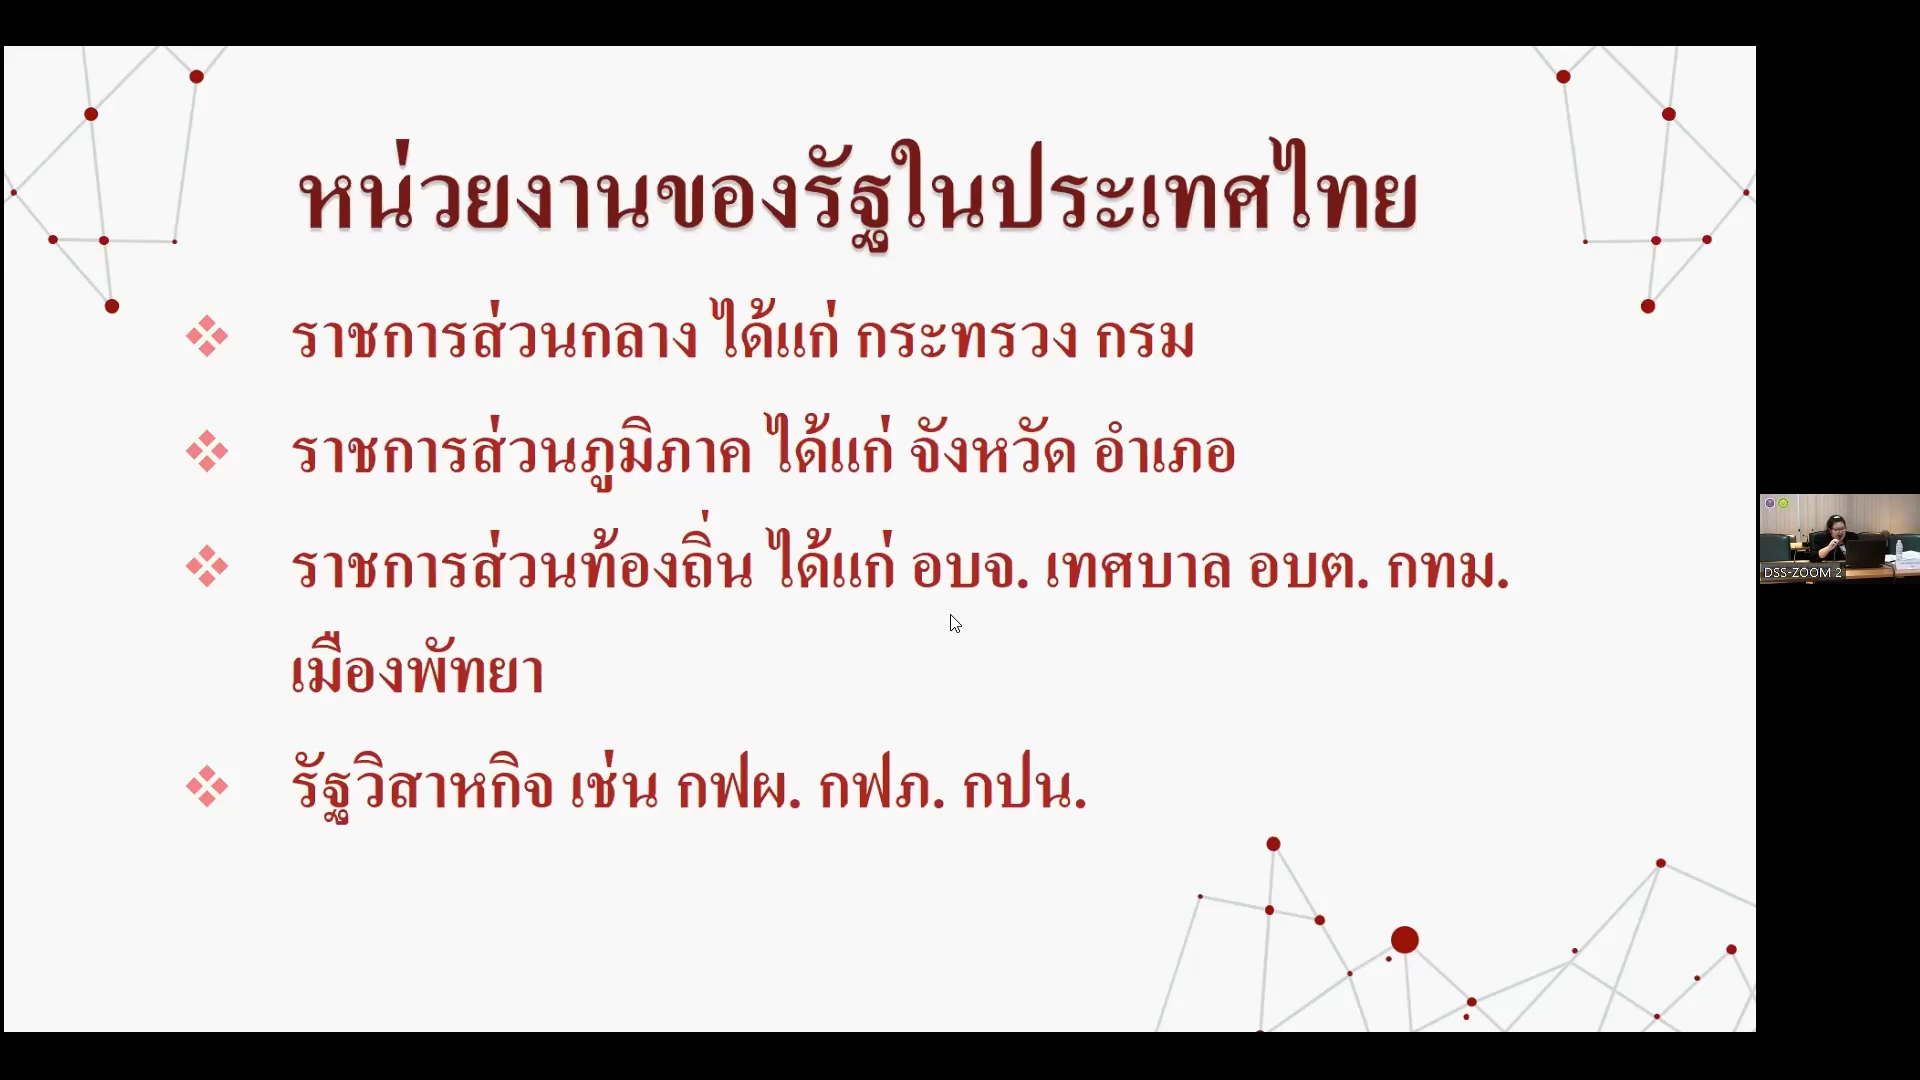 หน่วยงานของรัฐในประเทศไทย
ราชการส่วนกลาง ได้แก่ กระทรวง กรม
ราชการส่วนภูมิภาค ได้แก่ จังหวัด อำเภอ
ราชการส่วนท้องถิ่น ได้แก่ อบจ. เทศบาล อบต. กทม.
เมืองพัทยา
รัฐวิสาหกิจ เช่น กฟผ. กฟภ. กปน.
DSS-ZOOM 2